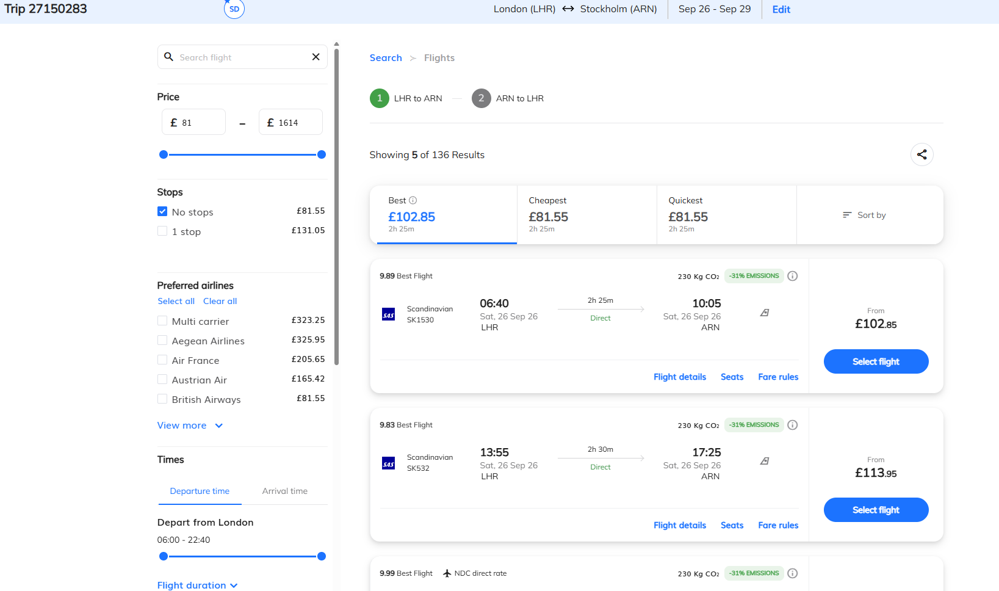 Trip 27150283
SD
London (LHR) ↔ Stockholm (ARN)
Sep 26 - Sep 29
Edit
Search flight
Price
£ 81 – £ 1614
Stops
No stops £81.55
1 stop £131.05
Preferred airlines
Select all Clear all
Multi carrier £323.25
Aegean Airlines £325.95
Air France £205.65
Austrian Air £165.42
British Airways £81.55
View more
Times
Departure time Arrival time
Depart from London
06:00 - 22:40
Flight duration
Search > Flights
1 LHR to ARN — 2 ARN to LHR
Showing 5 of 136 Results
Best
£102.85
2h 25m
Cheapest
£81.55
2h 25m
Quickest
£81.55
2h 25m
Sort by
9.89 Best Flight
230 Kg CO₂ -31% EMISSIONS
SAS
Scandinavian
SK1530
06:40
Sat, 26 Sep 26
LHR
2h 25m
Direct
10:05
Sat, 26 Sep 26
ARN
From
£102.85
Select flight
Flight details Seats Fare rules
9.83 Best Flight
230 Kg CO₂ -31% EMISSIONS
SAS
Scandinavian
SK532
13:55
Sat, 26 Sep 26
LHR
2h 30m
Direct
17:25
Sat, 26 Sep 26
ARN
From
£113.95
Select flight
Flight details Seats Fare rules
9.99 Best Flight NDC direct rate
230 Kg CO₂ -31% EMISSIONS